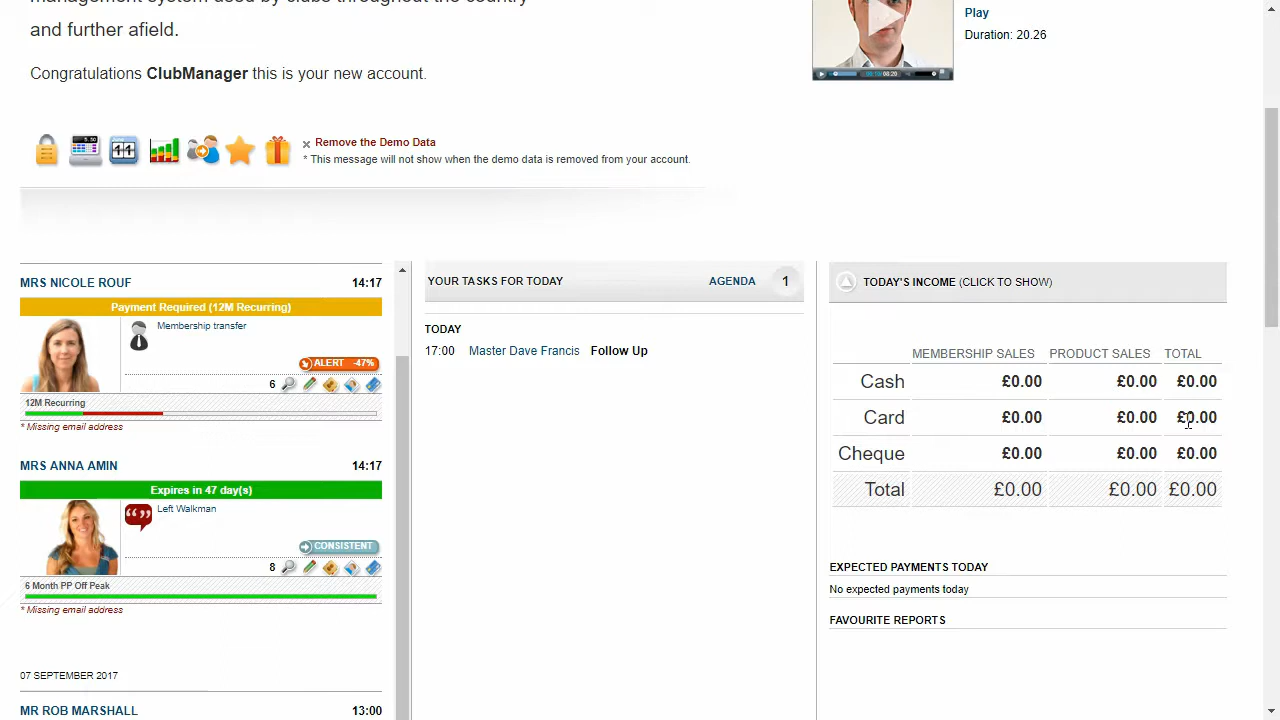 management system used by clubs throughout the country
and further afield.
Congratulations ClubManager this is your new account.
Play
Duration: 20.26
Remove the Demo Data
* This message will not show when the demo data is removed from your account.
MRS NICOLE ROUF 14:17
Payment Required (12M Recurring)
Membership transfer
ALERT -47%
6
12M Recurring
* Missing email address
MRS ANNA AMIN 14:17
Expires in 47 day(s)
Left Walkman
CONSISTENT
8
6 Month PP Off Peak
* Missing email address
07 SEPTEMBER 2017
MR ROB MARSHALL 13:00
YOUR TASKS FOR TODAY AGENDA 1
TODAY
17:00 Master Dave Francis Follow Up
TODAY'S INCOME (CLICK TO SHOW)
MEMBERSHIP SALES PRODUCT SALES TOTAL
Cash £0.00 £0.00 £0.00
Card £0.00 £0.00 £0.00
Cheque £0.00 £0.00 £0.00
Total £0.00 £0.00 £0.00
EXPECTED PAYMENTS TODAY
No expected payments today
FAVOURITE REPORTS